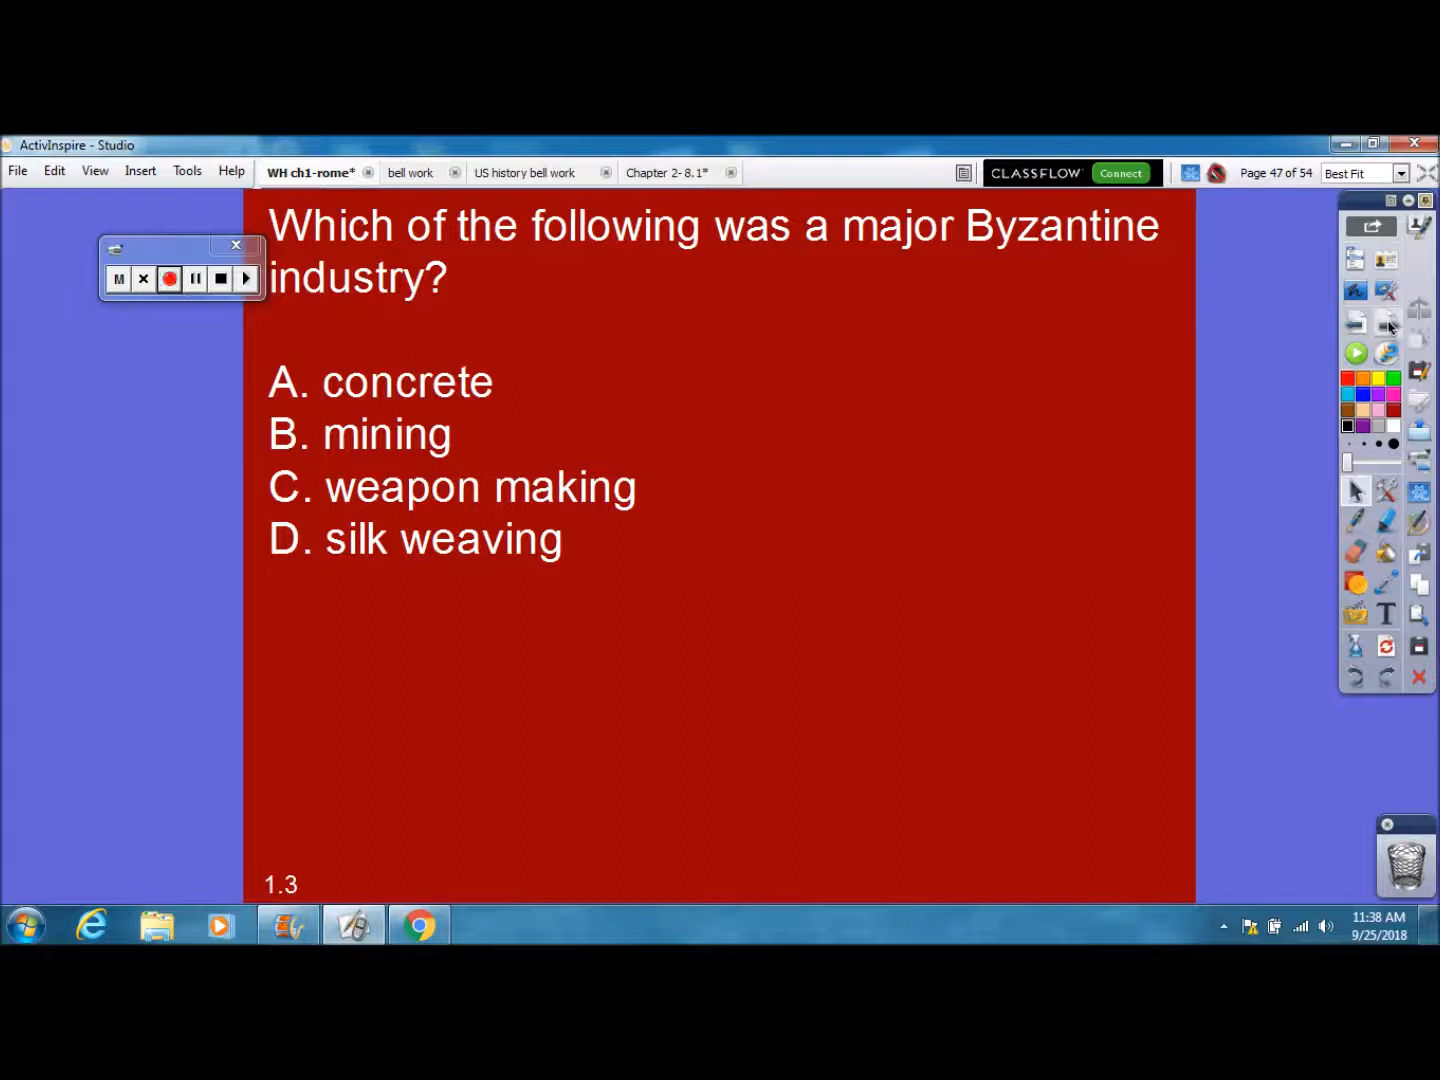 ActivInspire - Studio
File Edit View Insert Tools Help WH ch1-rome* bell work US history bell work Chapter 2- 8.1* CLASSFLOW Connect Page 47 of 54 Best Fit
Which of the following was a major Byzantine
industry?
M
A. concrete
B. mining
C. weapon making
D. silk weaving
T
1.3
11:38 AM
9/25/2018